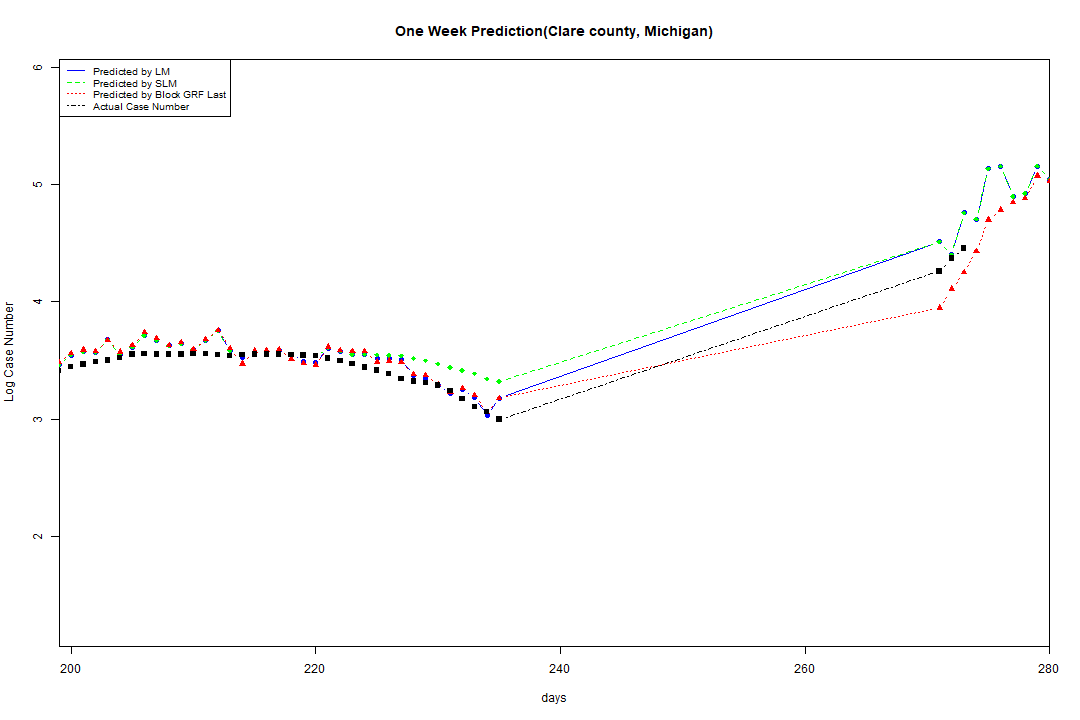 One Week Prediction(Clare county, Michigan)
Predicted by LM
Predicted by SLM
Predicted by Block GRF Last
Actual Case Number
6
5
4
3
2
Log Case Number
200 220 240 260 280
days